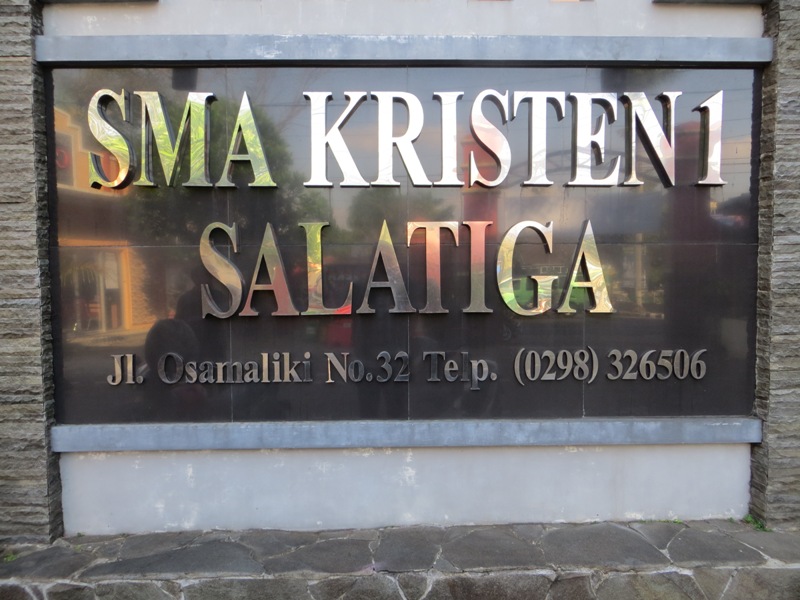 SMA KRISTEN 1
SALATIGA
Jl. Osamaliki No.32 Telp. (0298) 326506